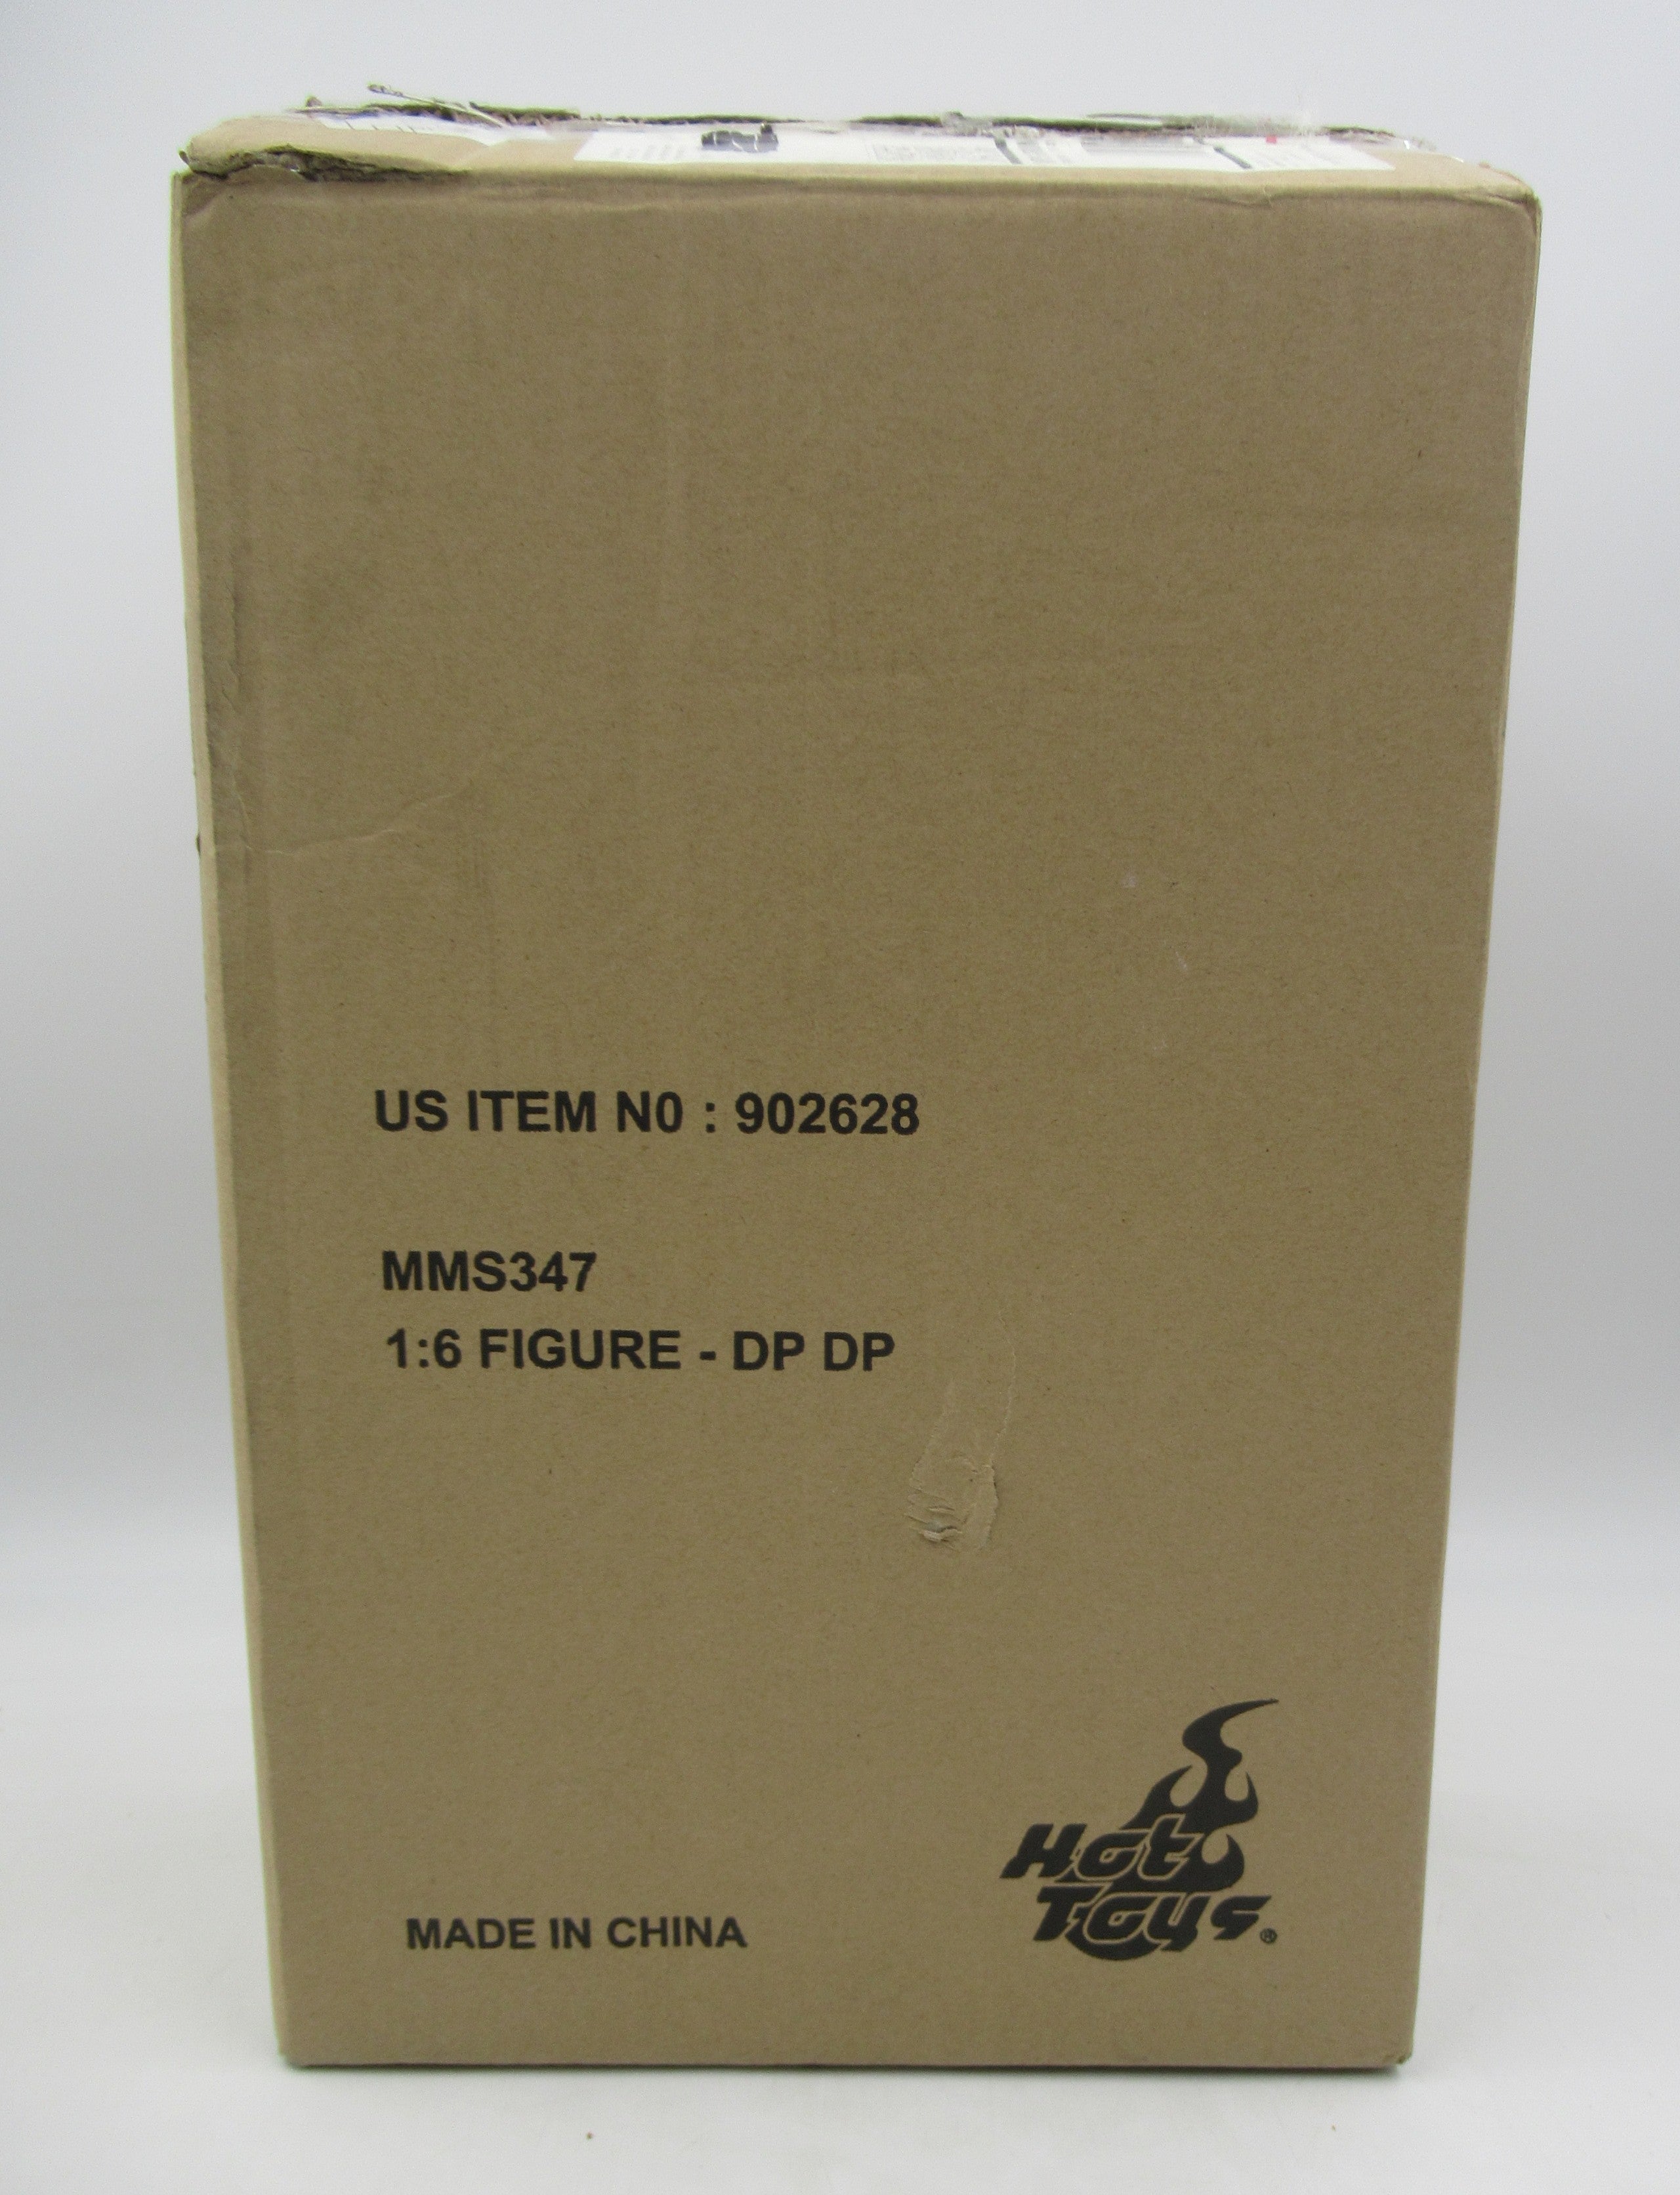 US ITEM N0 : 902628
MMS347
1:6 FIGURE - DP DP
Hot
Toys®
MADE IN CHINA